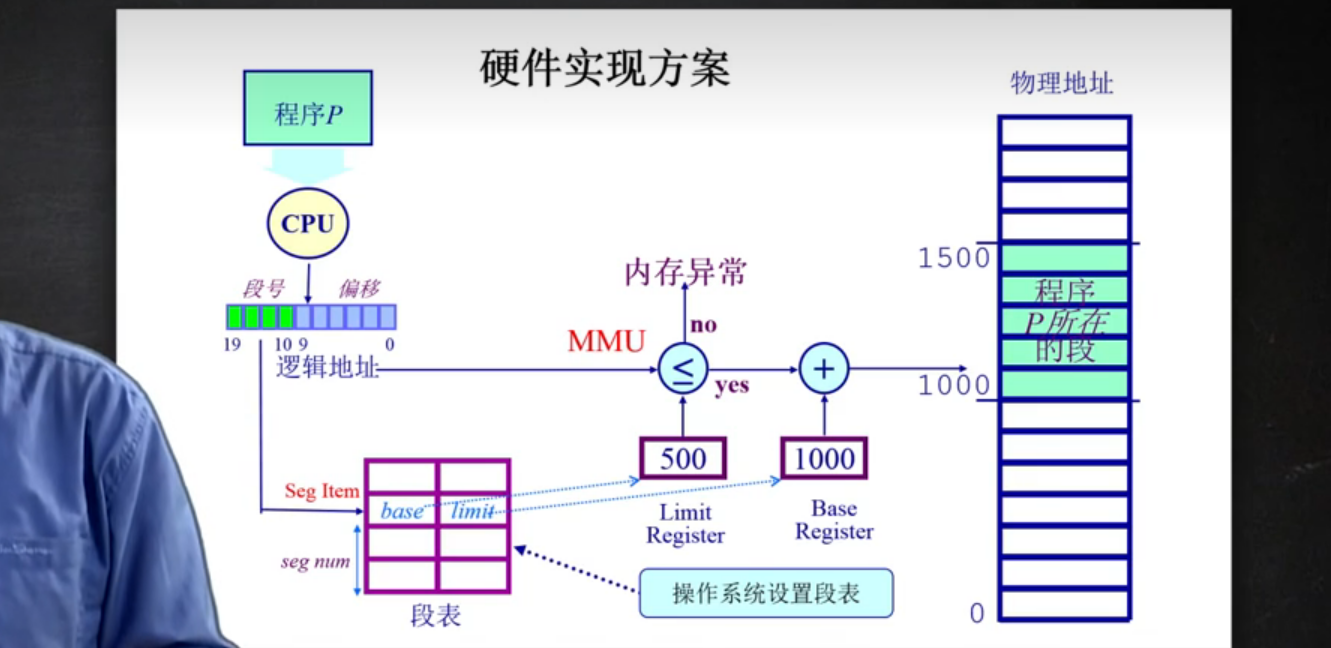 硬件实现方案
程序P
CPU
段号
偏移
19
10
9
0
逻辑地址
MMU
内存异常
no
≤
yes
+
500
1000
Limit
Register
Base
Register
Seg Item
base
limit
seg num
段表
操作系统设置段表
物理地址
1500
程序
P所在
的段
1000
0